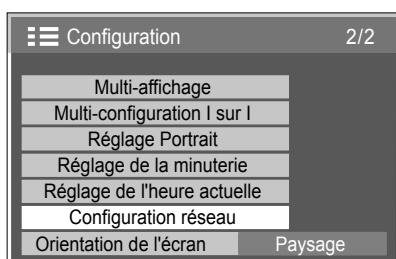 Configuration 2/2
Multi-affichage
Multi-configuration I sur I
Réglage Portrait
Réglage de la minuterie
Réglage de l'heure actuelle
Configuration réseau
Orientation de l'écran Paysage